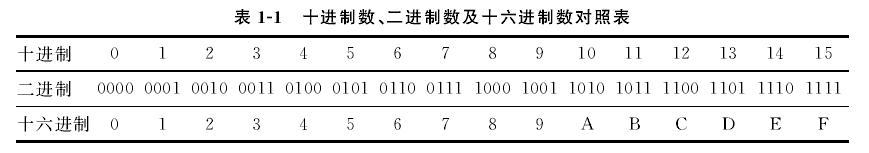 表 1-1 十进制数、二进制数及十六进制数对照表
十进制 0 1 2 3 4 5 6 7 8 9 10 11 12 13 14 15
二进制 0000 0001 0010 0011 0100 0101 0110 0111 1000 1001 1010 1011 1100 1101 1110 1111
十六进制 0 1 2 3 4 5 6 7 8 9 A B C D E F